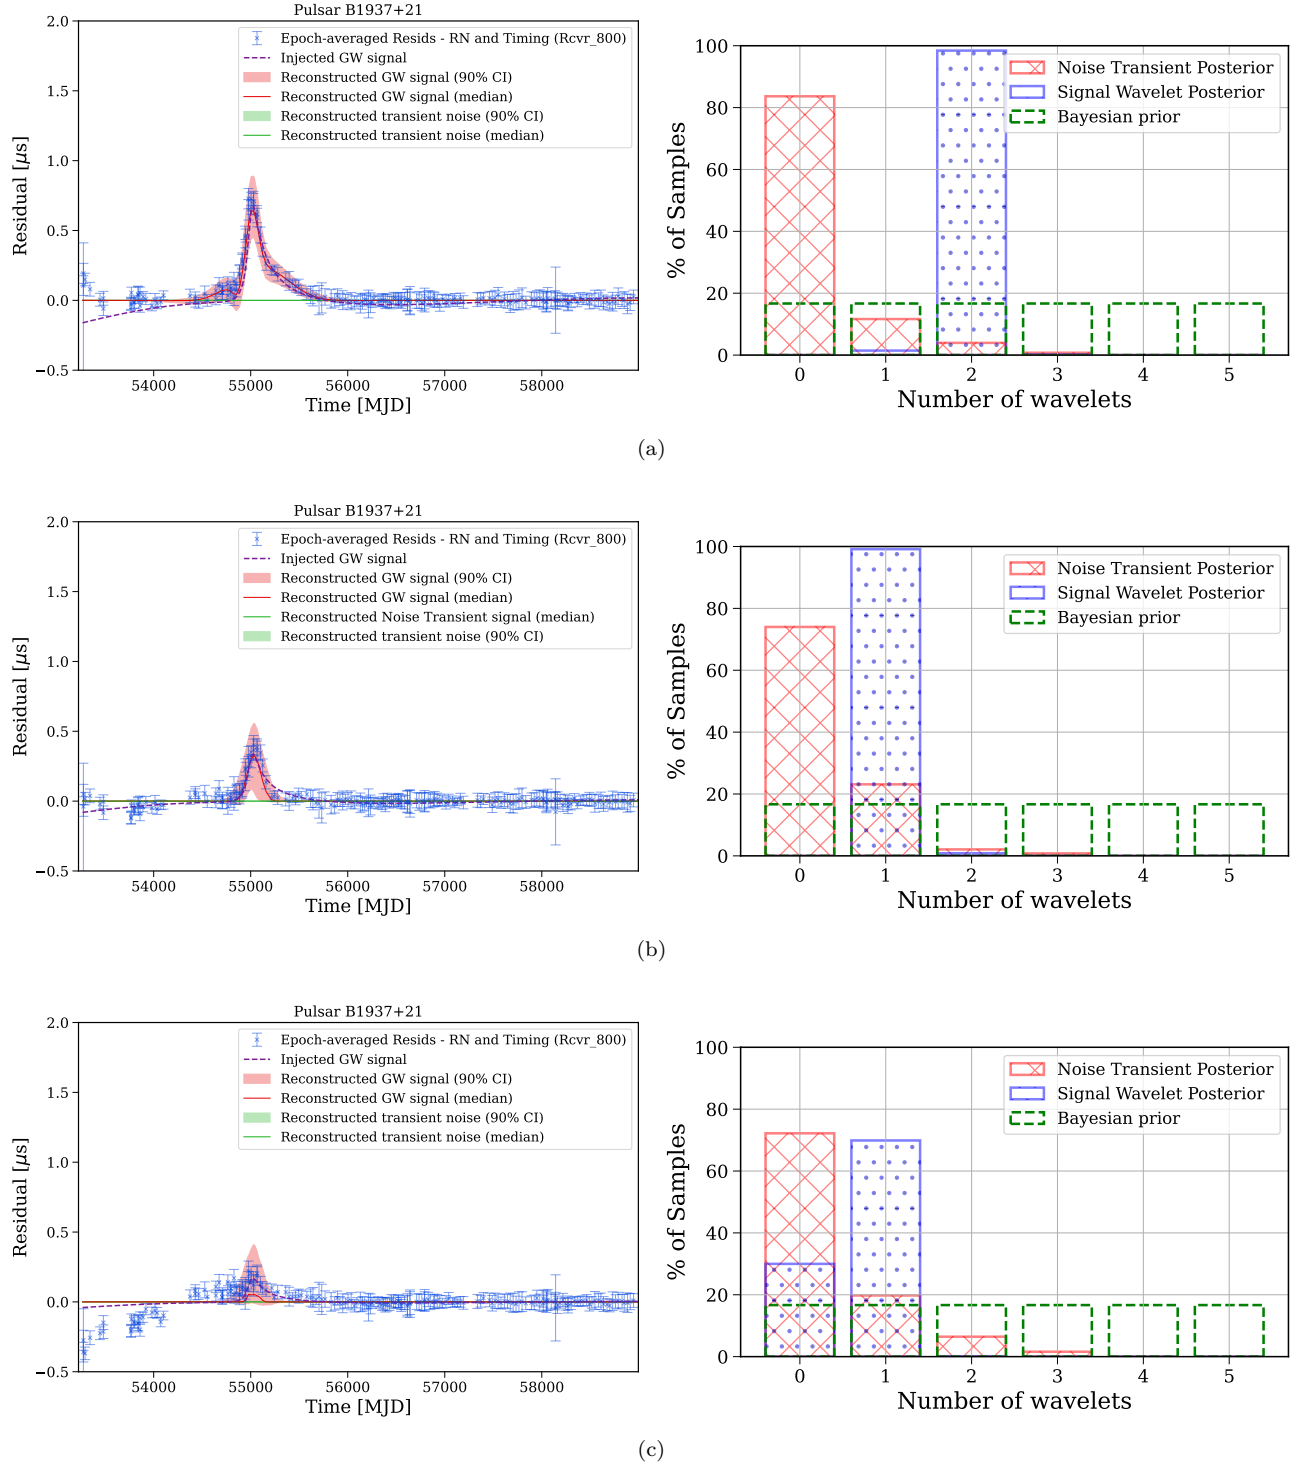 Pulsar B1937+21
2.0
1.5
1.0
0.5
0.0
−0.5
Residual [μs]
Epoch-averaged Resids - RN and Timing (Rcvr_800)
Injected GW signal
Reconstructed GW signal (90% CI)
Reconstructed GW signal (median)
Reconstructed transient noise (90% CI)
Reconstructed transient noise (median)
54000 55000 56000 57000 58000
Time [MJD]
100
80
60
40
20
0
% of Samples
Noise Transient Posterior
Signal Wavelet Posterior
Bayesian prior
0 1 2 3 4 5
Number of wavelets
(a)
Pulsar B1937+21
2.0
1.5
1.0
0.5
0.0
−0.5
Residual [μs]
Epoch-averaged Resids - RN and Timing (Rcvr_800)
Injected GW signal
Reconstructed GW signal (90% CI)
Reconstructed GW signal (median)
Reconstructed Noise Transient signal (median)
Reconstructed transient noise (90% CI)
54000 55000 56000 57000 58000
Time [MJD]
100
80
60
40
20
0
% of Samples
Noise Transient Posterior
Signal Wavelet Posterior
Bayesian prior
0 1 2 3 4 5
Number of wavelets
(b)
Pulsar B1937+21
2.0
1.5
1.0
0.5
0.0
−0.5
Residual [μs]
Epoch-averaged Resids - RN and Timing (Rcvr_800)
Injected GW signal
Reconstructed GW signal (90% CI)
Reconstructed GW signal (median)
Reconstructed transient noise (90% CI)
Reconstructed transient noise (median)
54000 55000 56000 57000 58000
Time [MJD]
100
80
60
40
20
0
% of Samples
Noise Transient Posterior
Signal Wavelet Posterior
Bayesian prior
0 1 2 3 4 5
Number of wavelets
(c)